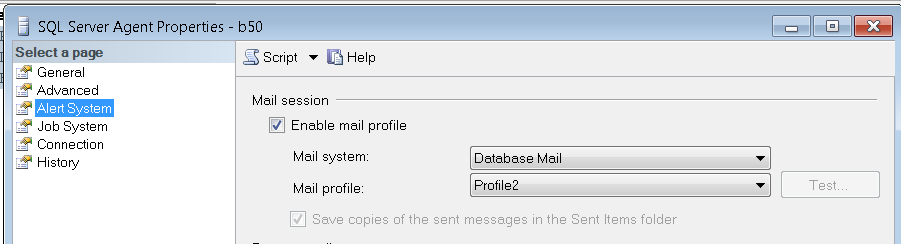 SQL Server Agent Properties - b50
Select a page
General
Advanced
Alert System
Job System
Connection
History
Script
Help
Mail session
Enable mail profile
Mail system:
Database Mail
Mail profile:
Profile2
Test...
Save copies of the sent messages in the Sent Items folder